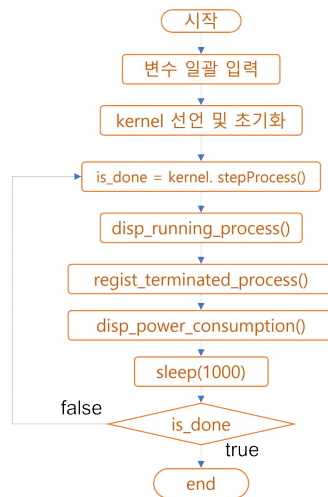 시작
변수 일괄 입력
kernel 선언 및 초기화
is_done = kernel. stepProcess()
disp_running_process()
regist_terminated_process()
disp_power_consumption()
sleep(1000)
false
is_done
true
end